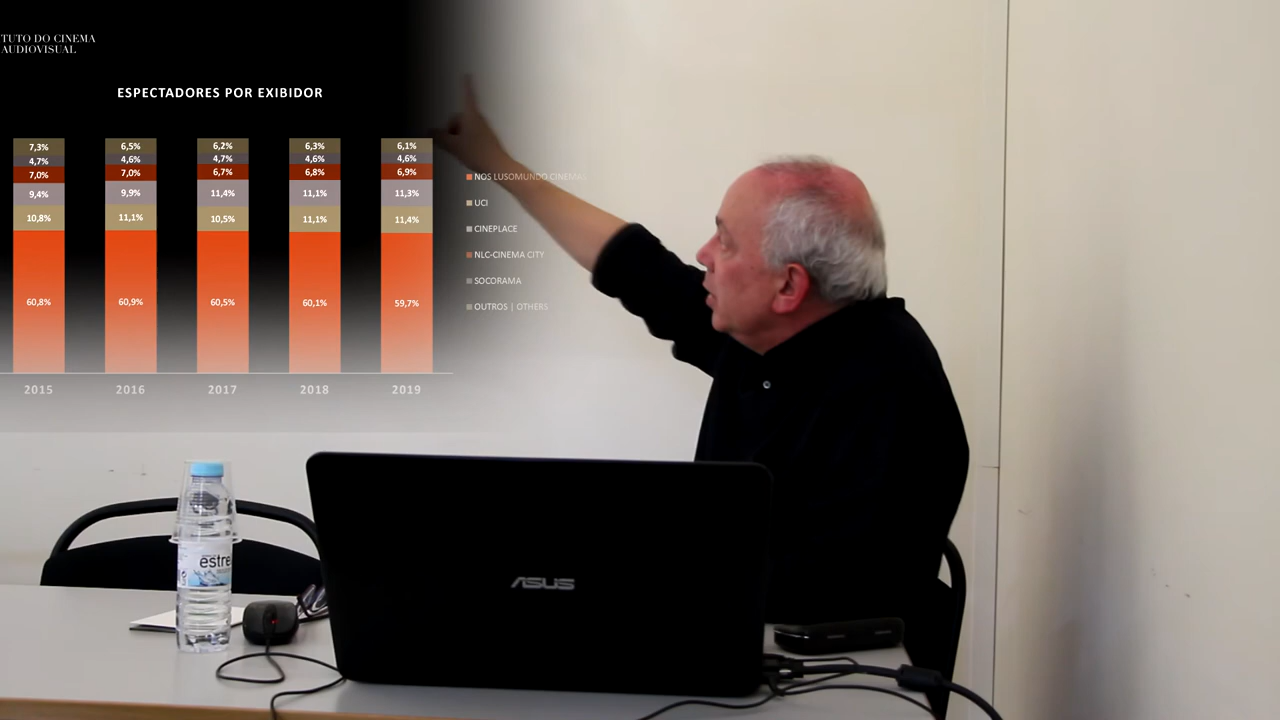 TUTO DO CINEMA
AUDIOVISUAL
ESPECTADORES POR EXIBIDOR
7,3% 6,5% 6,2% 6,3% 6,1%
4,7% 4,6% 4,7% 4,6% 4,6%
7,0% 7,0% 6,7% 6,8% 6,9%
9,4% 9,9% 11,4% 11,1% 11,3%
10,8% 11,1% 10,5% 11,1% 11,4%
60,8% 60,9% 60,5% 60,1% 59,7%
2015 2016 2017 2018 2019
NOS LUSOMUNDO CINEMAS
UCI
CINEPLACE
NLC-CINEMA CITY
SOCORAMA
OUTROS | OTHERS
estre
ASUS